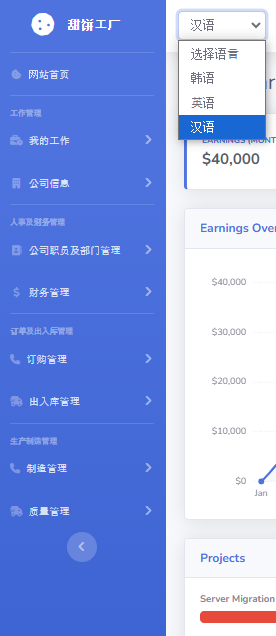 甜饼工厂
网站首页
工作管理
我的工作
公司信息
人事及财务管理
公司职员及部门管理
财务管理
订单及出入库管理
订购管理
出入库管理
生产制造管理
制造管理
质量管理
汉语
选择语言
韩语
英语
汉语
$40,000
Earnings Over
$40,000
$30,000
$20,000
$10,000
$0
Jan
Projects
Server Migration